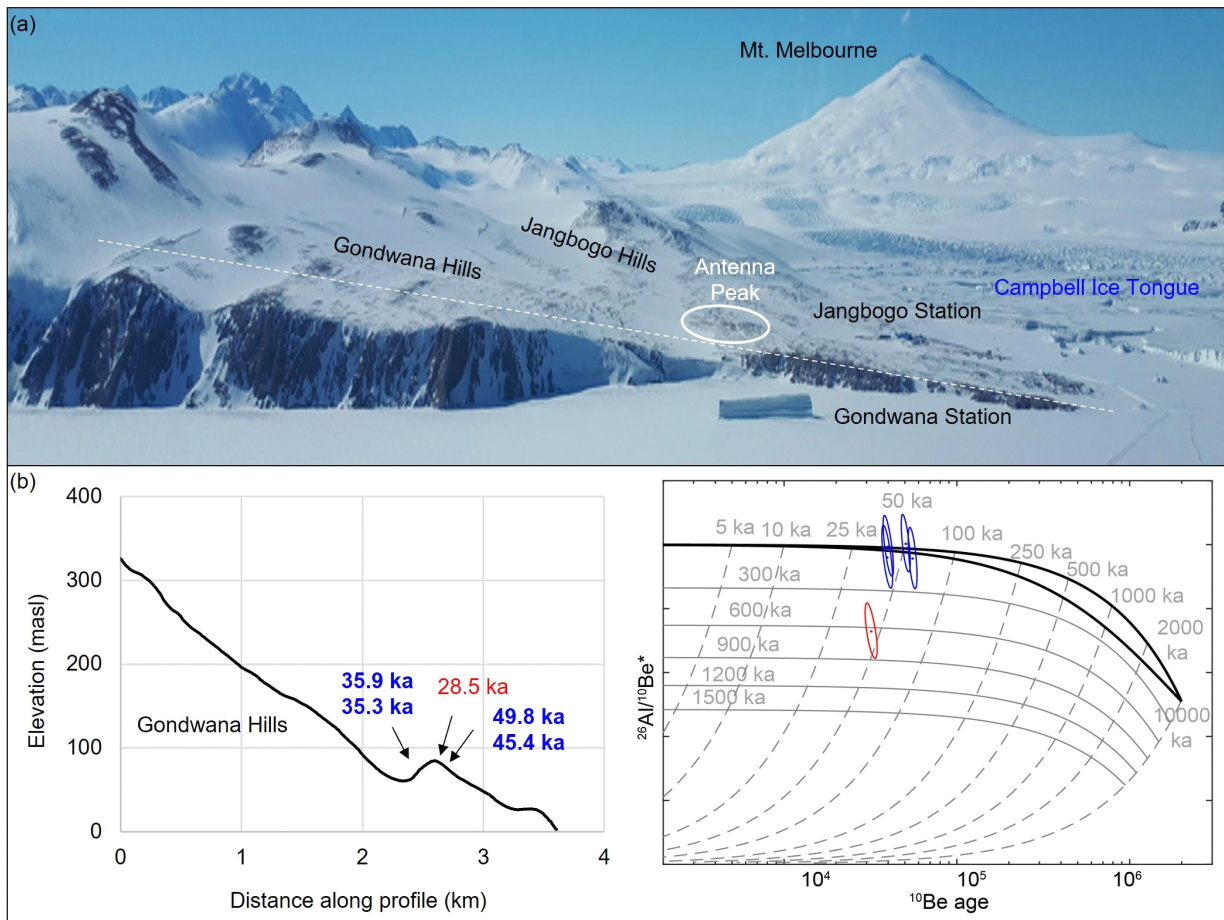 (a)
Mt. Melbourne
Jangbogo Hills
Gondwana Hills
Antenna
Peak
Campbell Ice Tongue
Jangbogo Station
Gondwana Station
(b)
Elevation (masl)
400
300
200
100
0
35.9 ka
35.3 ka
28.5 ka
49.8 ka
45.4 ka
Gondwana Hills
0
1
2
3
4
Distance along profile (km)
²⁶Al/¹⁰Be*
5 ka
10 ka
25 ka
50 ka
100 ka
250 ka
500 ka
1000 ka
2000
ka
10000
ka
300 ka
600 ka
900 ka
1200 ka
1500 ka
10⁴
10⁵
10⁶
¹⁰Be age